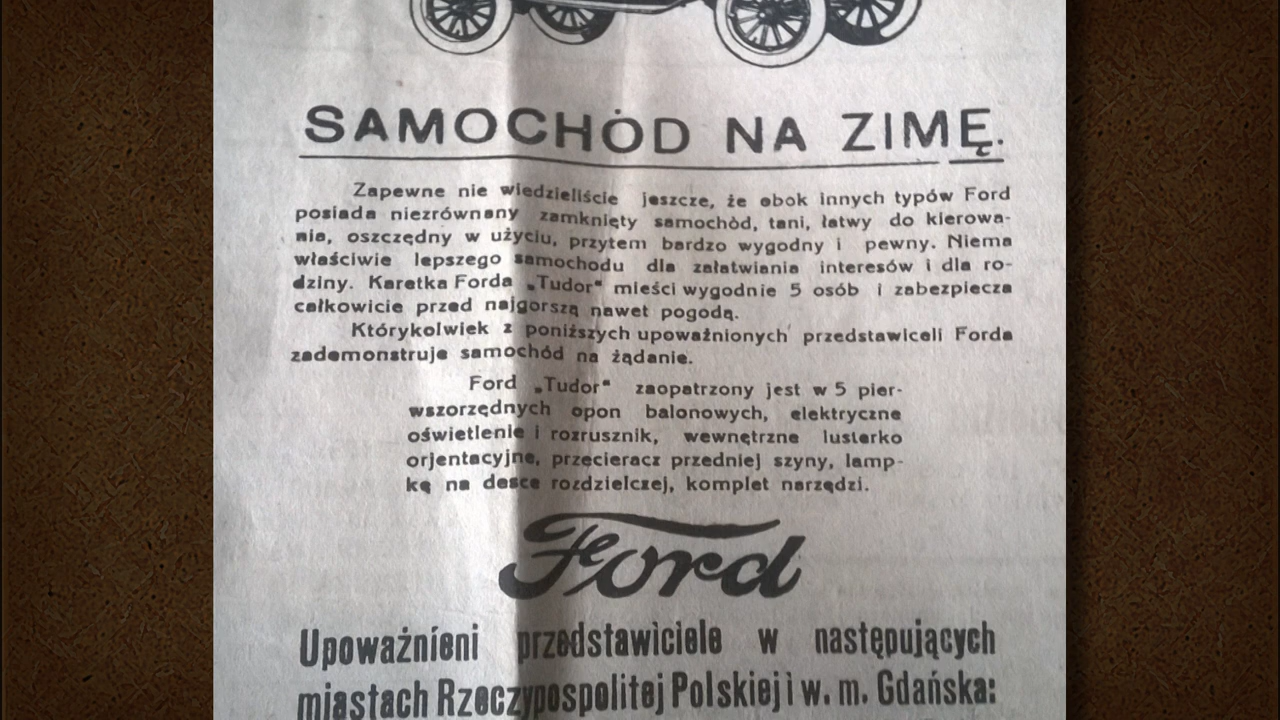 SAMOCHÓD NA ZIMĘ.
Zapewne nie wiedzieliście jeszcze, że obok innych typów Ford
posiada niezrównany zamknięty samochòd, tani, łatwy do kierowa-
nia, oszczędny w użyciu, przytem bardzo wygodny i pewny. Niema
właściwie lepszego samochodu dla załatwiania interesów i dla ro-
dziny. Karetka Forda „Tudor" mieści wygodnie 5 osób i zabezpiecza
całkowicie przed najgorszą nawet pogodą.
Którykolwiek z poniższych upoważnionych przedstawiceli Forda
zademonstruje samochód na żądanie.
Ford „Tudor" zaopatrzony jest w 5 pier-
wszorzędnych opon balonowych, elektryczne
oświetlenie i rozrusznik, wewnętrzne lusterko
orjentacyjne, przecieracz przedniej szyny, lamp-
kę na desce rozdzielczej, komplet narzędzi.
Ford
Upoważnieni przedstawiciele w następujących
miastach Rzeczypospolitej Polskiej i w. m. Gdańska: